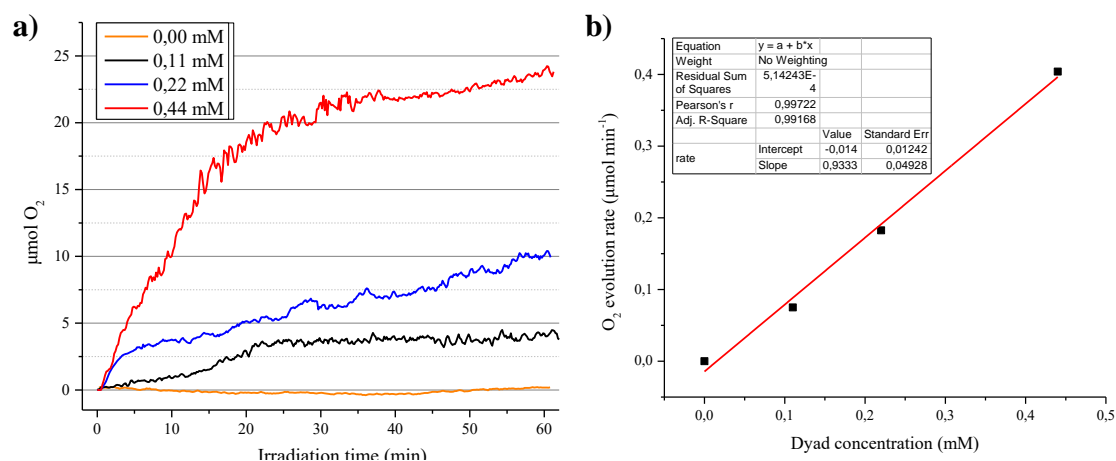 a)
0,00 mM
0,11 mM
0,22 mM
0,44 mM
25
20
15
10
5
0
μmol O2
0 10 20 30 40 50 60
Irradiation time (min)
b)
Equation y = a + b*x
Weight No Weighting
Residual Sum of Squares 5,14243E-4
Pearson's r 0,99722
Adj. R-Square 0,99168
Value Standard Err
rate Intercept -0,014 0,01242
Slope 0,9333 0,04928
0,4
0,3
0,2
0,1
0,0
O2 evolution rate (μmol min⁻¹)
0,0 0,1 0,2 0,3 0,4 0,5
Dyad concentration (mM)